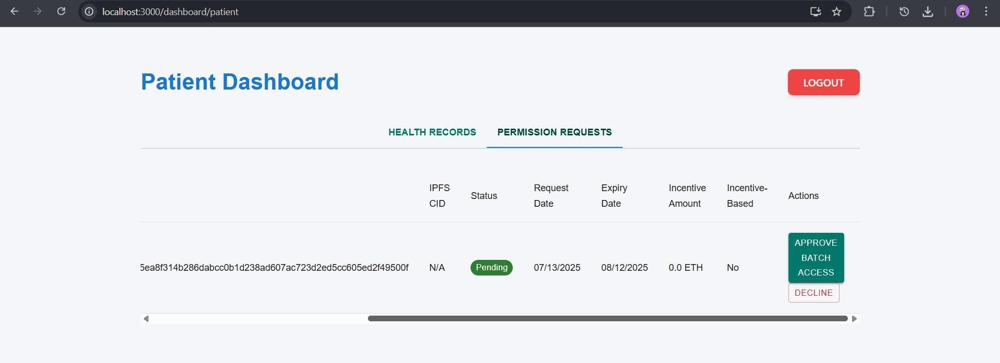 localhost:3000/dashboard/patient
Patient Dashboard
LOGOUT
HEALTH RECORDS
PERMISSION REQUESTS
IPFS CID
Status
Request Date
Expiry Date
Incentive Amount
Incentive-Based
Actions
5ea8f314b286dabcc0b1d238ad607ac723d2ed5cc605ed2f49500f
N/A
Pending
07/13/2025
08/12/2025
0.0 ETH
No
APPROVE
BATCH
ACCESS
DECLINE